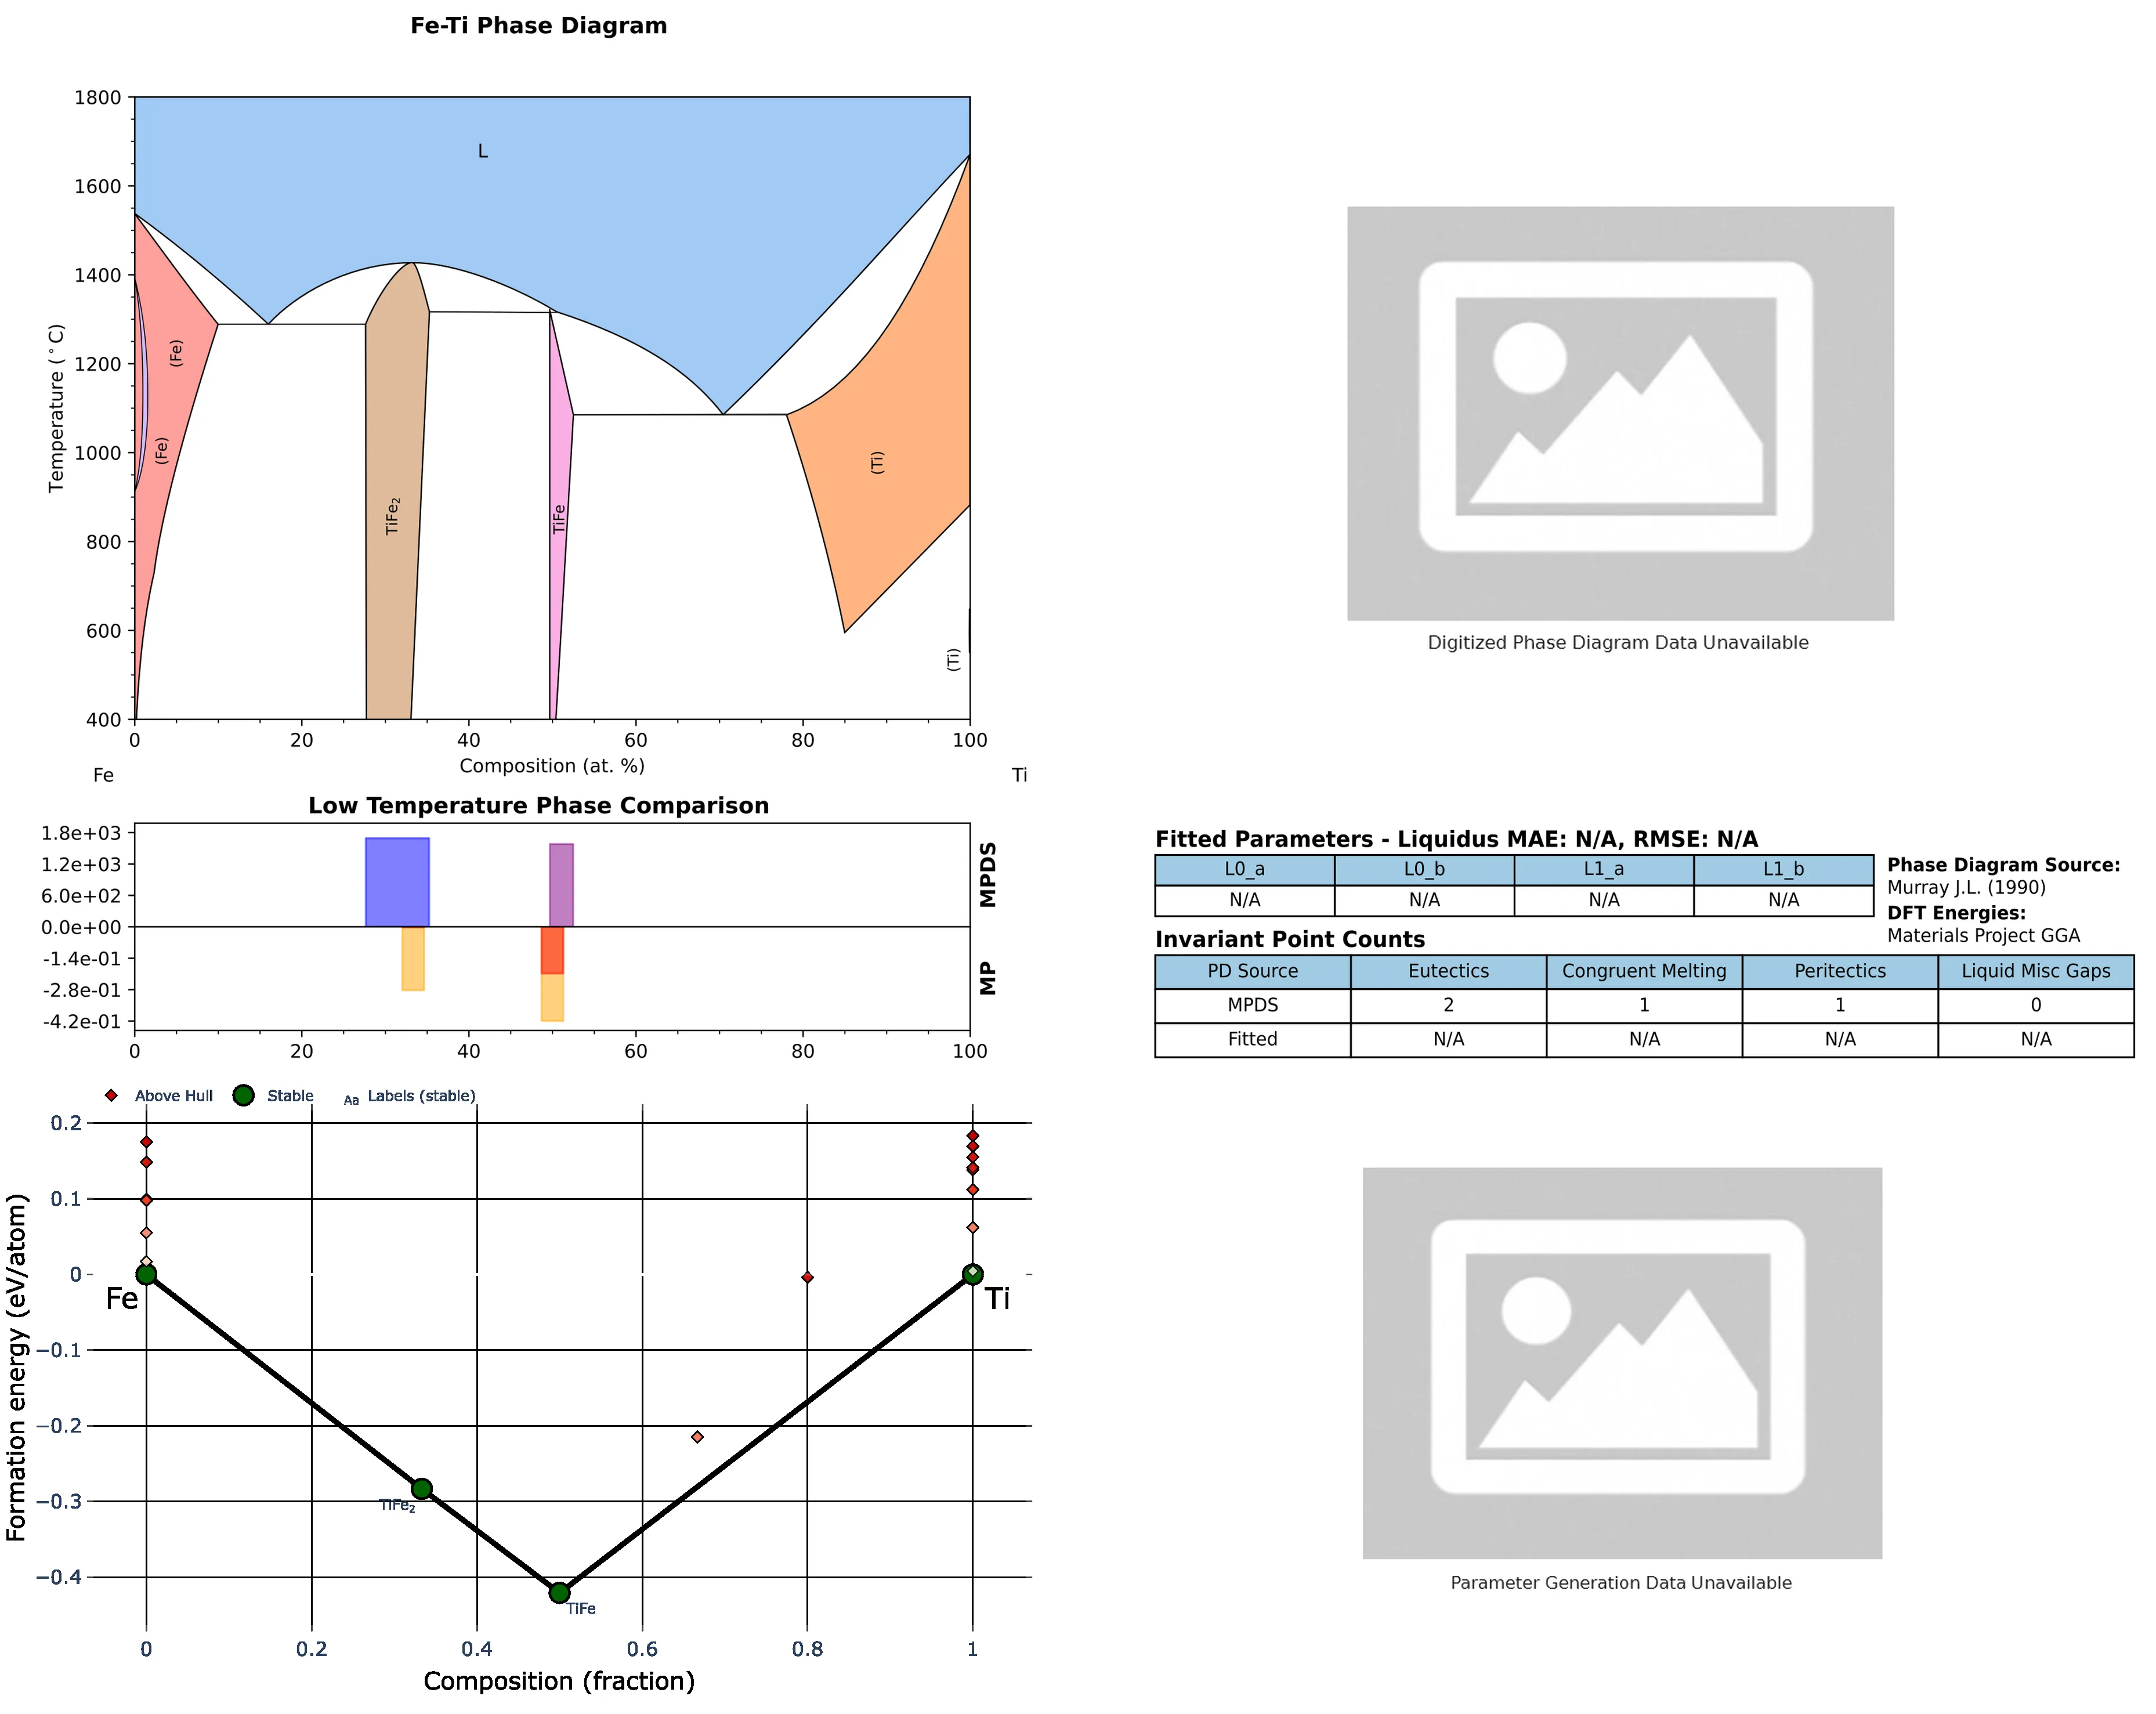 Fe-Ti Phase Diagram
1800
1600
1400
1200
1000
800
600
400
Temperature (°C)
L
(Fe)
(Fe)
TiFe₂
TiFe
(Ti)
(Ti)
0 20 40 60 80 100
Composition (at. %)
Fe Ti
Digitized Phase Diagram Data Unavailable
Low Temperature Phase Comparison
1.8e+03
1.2e+03
6.0e+02
0.0e+00
-1.4e-01
-2.8e-01
-4.2e-01
MPDS
MP
0 20 40 60 80 100
Fitted Parameters - Liquidus MAE: N/A, RMSE: N/A
L0_a L0_b L1_a L1_b
N/A N/A N/A N/A
Phase Diagram Source:
Murray J.L. (1990)
DFT Energies:
Materials Project GGA
Invariant Point Counts
PD Source Eutectics Congruent Melting Peritectics Liquid Misc Gaps
MPDS 2 1 1 0
Fitted N/A N/A N/A N/A
Above Hull Stable Aa Labels (stable)
0.2
0.1
0
−0.1
−0.2
−0.3
−0.4
Formation energy (eV/atom)
Fe
Ti
TiFe₂
TiFe
0 0.2 0.4 0.6 0.8 1
Composition (fraction)
Parameter Generation Data Unavailable